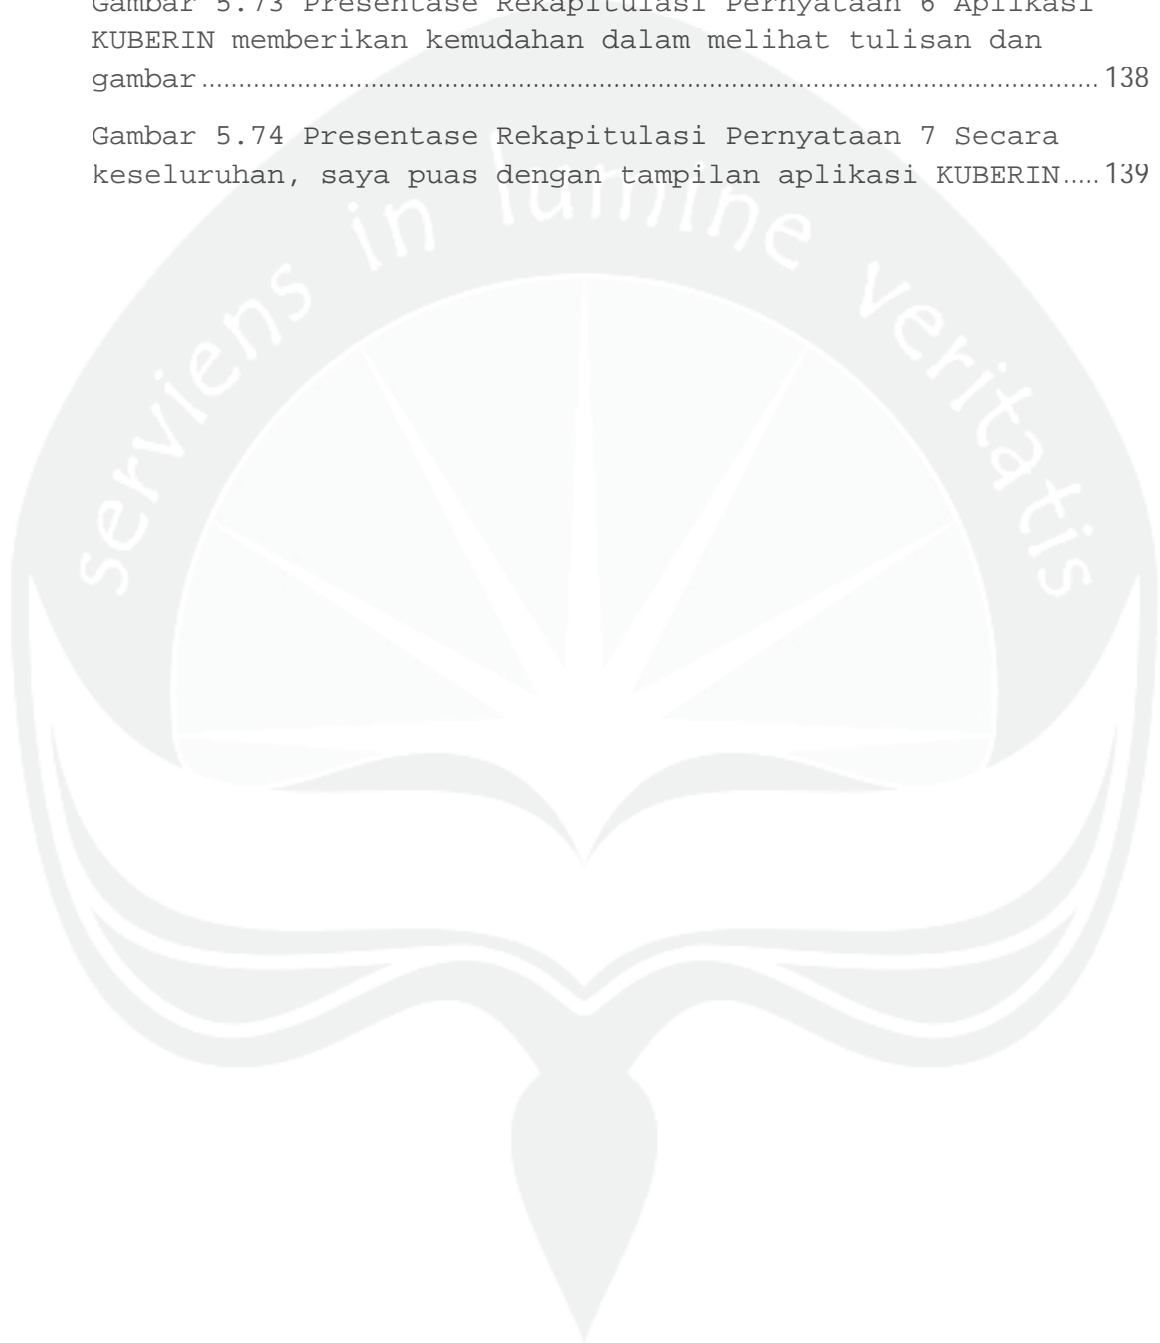 Gambar 5.73 Presentase Rekapitulasi Pernyataan 6 Aplikasi
KUBERIN memberikan kemudahan dalam melihat tulisan dan
gambar ........................................................................................................................ 138
Gambar 5.74 Presentase Rekapitulasi Pernyataan 7 Secara
keseluruhan, saya puas dengan tampilan aplikasi KUBERIN..... 139
serviens in lumine veritatis